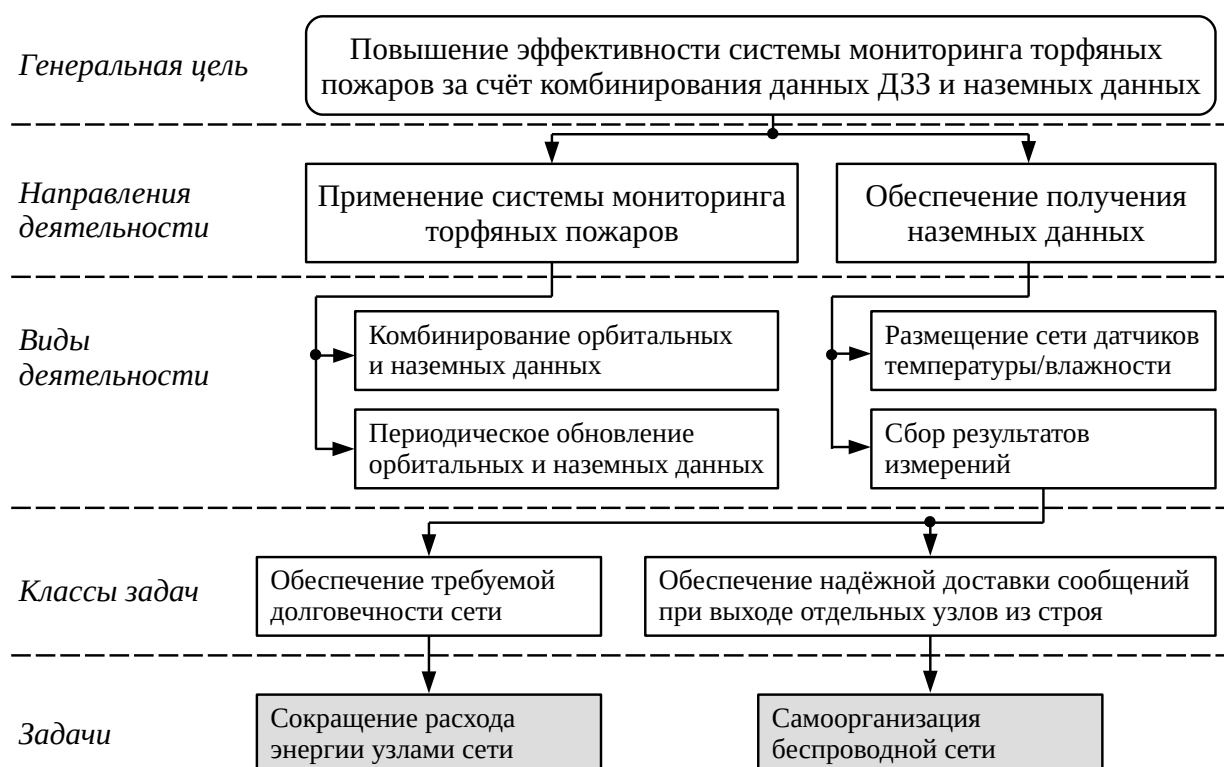 Генеральная цель
Повышение эффективности системы мониторинга торфяных
пожаров за счёт комбинирования данных ДЗЗ и наземных данных
Направления
деятельности
Применение системы мониторинга
торфяных пожаров
Обеспечение получения
наземных данных
Виды
деятельности
Комбинирование орбитальных
и наземных данных
Размещение сети датчиков
температуры/влажности
Периодическое обновление
орбитальных и наземных данных
Сбор результатов
измерений
Классы задач
Обеспечение требуемой
долговечности сети
Обеспечение надёжной доставки сообщений
при выходе отдельных узлов из строя
Задачи
Сокращение расхода
энергии узлами сети
Самоорганизация
беспроводной сети